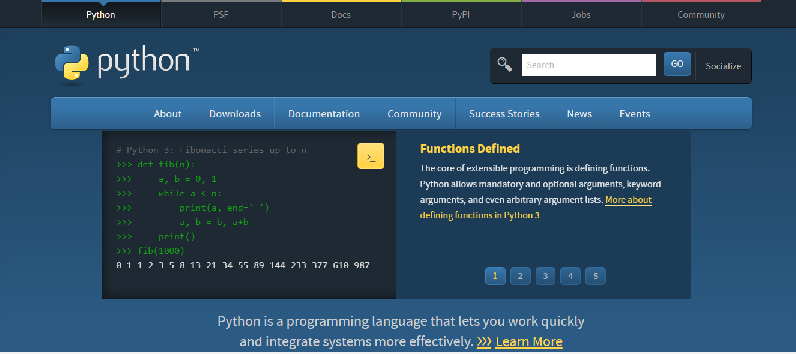 Python PSF Docs PyPI Jobs Community
python™
Search GO Socialize
About Downloads Documentation Community Success Stories News Events
# Python 3: Fibonacci series up to n
>>> def fib(n):
>>>     a, b = 0, 1
>>>     while a < n:
>>>         print(a, end=' ')
>>>         a, b = b, a+b
>>>     print()
>>> fib(1000)
0 1 1 2 3 5 8 13 21 34 55 89 144 233 377 610 987
>_
Functions Defined
The core of extensible programming is defining functions.
Python allows mandatory and optional arguments, keyword
arguments, and even arbitrary argument lists. More about
defining functions in Python 3
1 2 3 4 5
Python is a programming language that lets you work quickly
and integrate systems more effectively. >>> Learn More